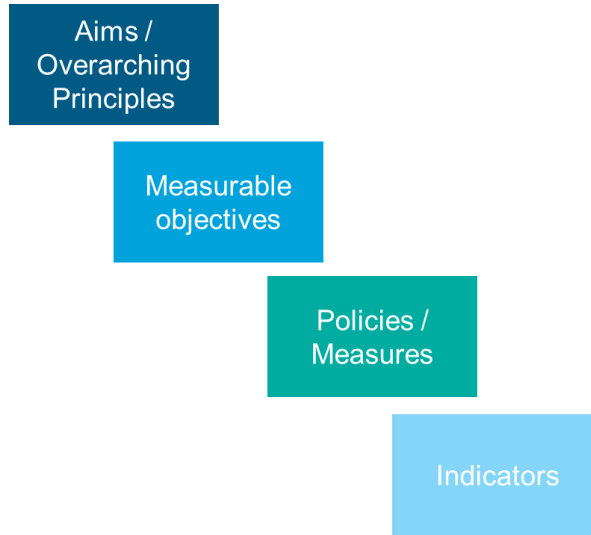 Aims /
Overarching
Principles
Measurable
objectives
Policies /
Measures
Indicators